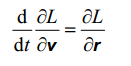 d/dt ∂L/∂v = ∂L/∂r